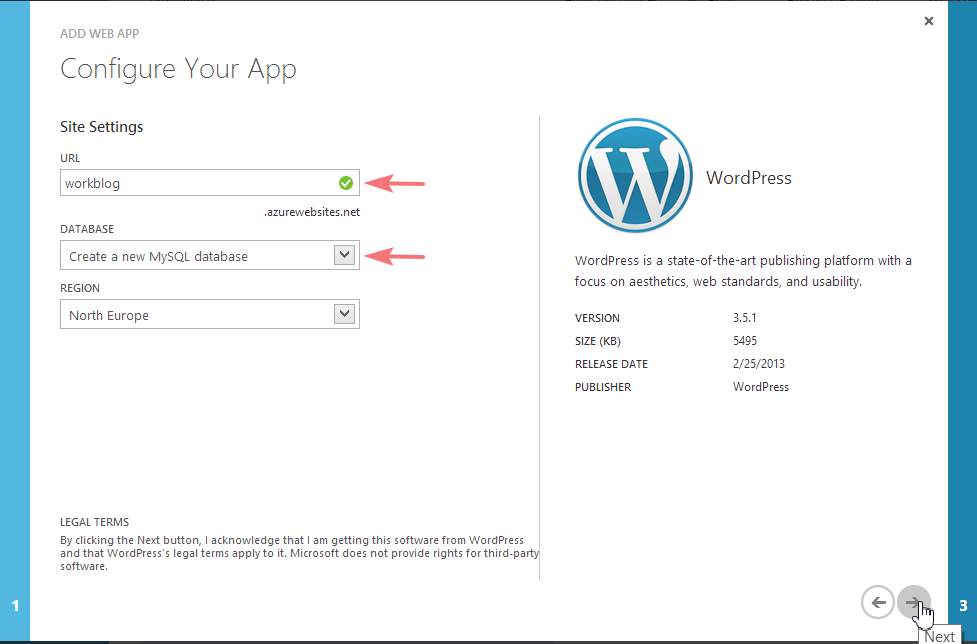 ADD WEB APP
Configure Your App
Site Settings
URL
workblog
.azurewebsites.net
DATABASE
Create a new MySQL database
REGION
North Europe
LEGAL TERMS
By clicking the Next button, I acknowledge that I am getting this software from WordPress
and that WordPress's legal terms apply to it. Microsoft does not provide rights for third-party
software.
W
WordPress
WordPress is a state-of-the-art publishing platform with a
focus on aesthetics, web standards, and usability.
VERSION 3.5.1
SIZE (KB) 5495
RELEASE DATE 2/25/2013
PUBLISHER WordPress
1
3
Next